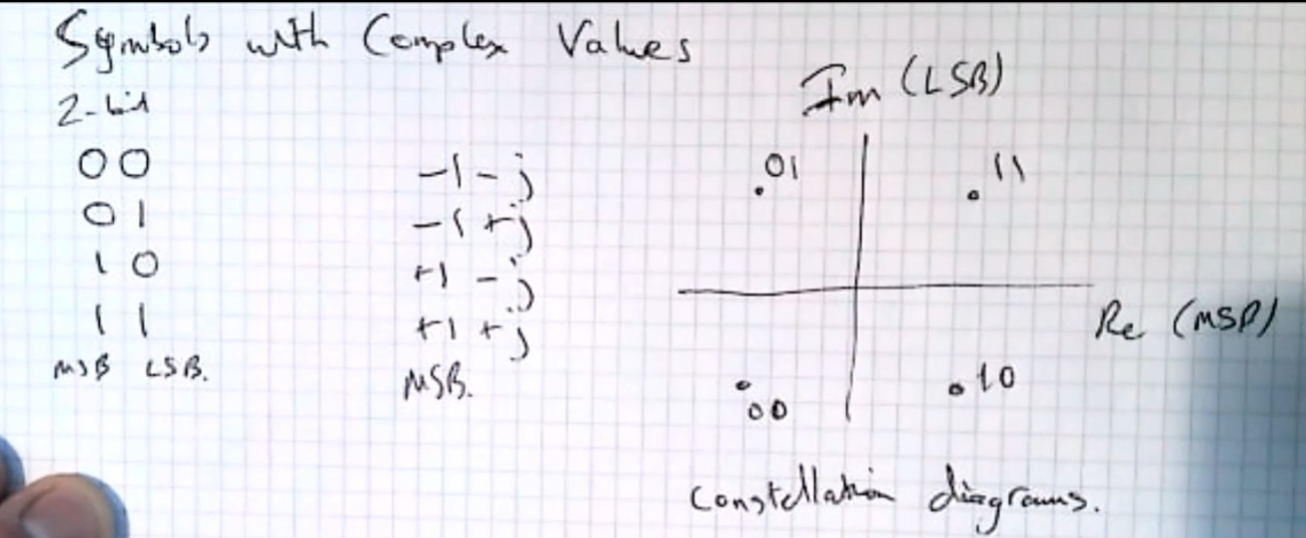 Symbols with Complex Values
2-bit
00 -1-j
01 -1+j
10 +1-j
11 +1+j
MSB LSB. MSB.
Im (LSB)
01 11
Re (MSB)
00 10
Constellation diagrams.